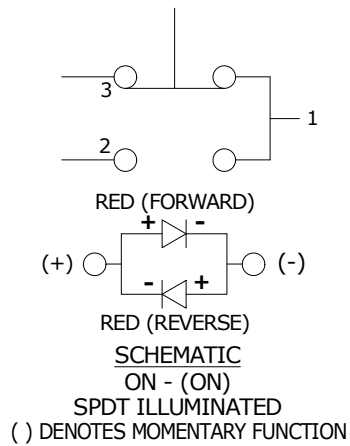 3
1
2
RED (FORWARD)
+ -
(+) (-)
- +
RED (REVERSE)
SCHEMATIC
ON - (ON)
SPDT ILLUMINATED
( ) DENOTES MOMENTARY FUNCTION